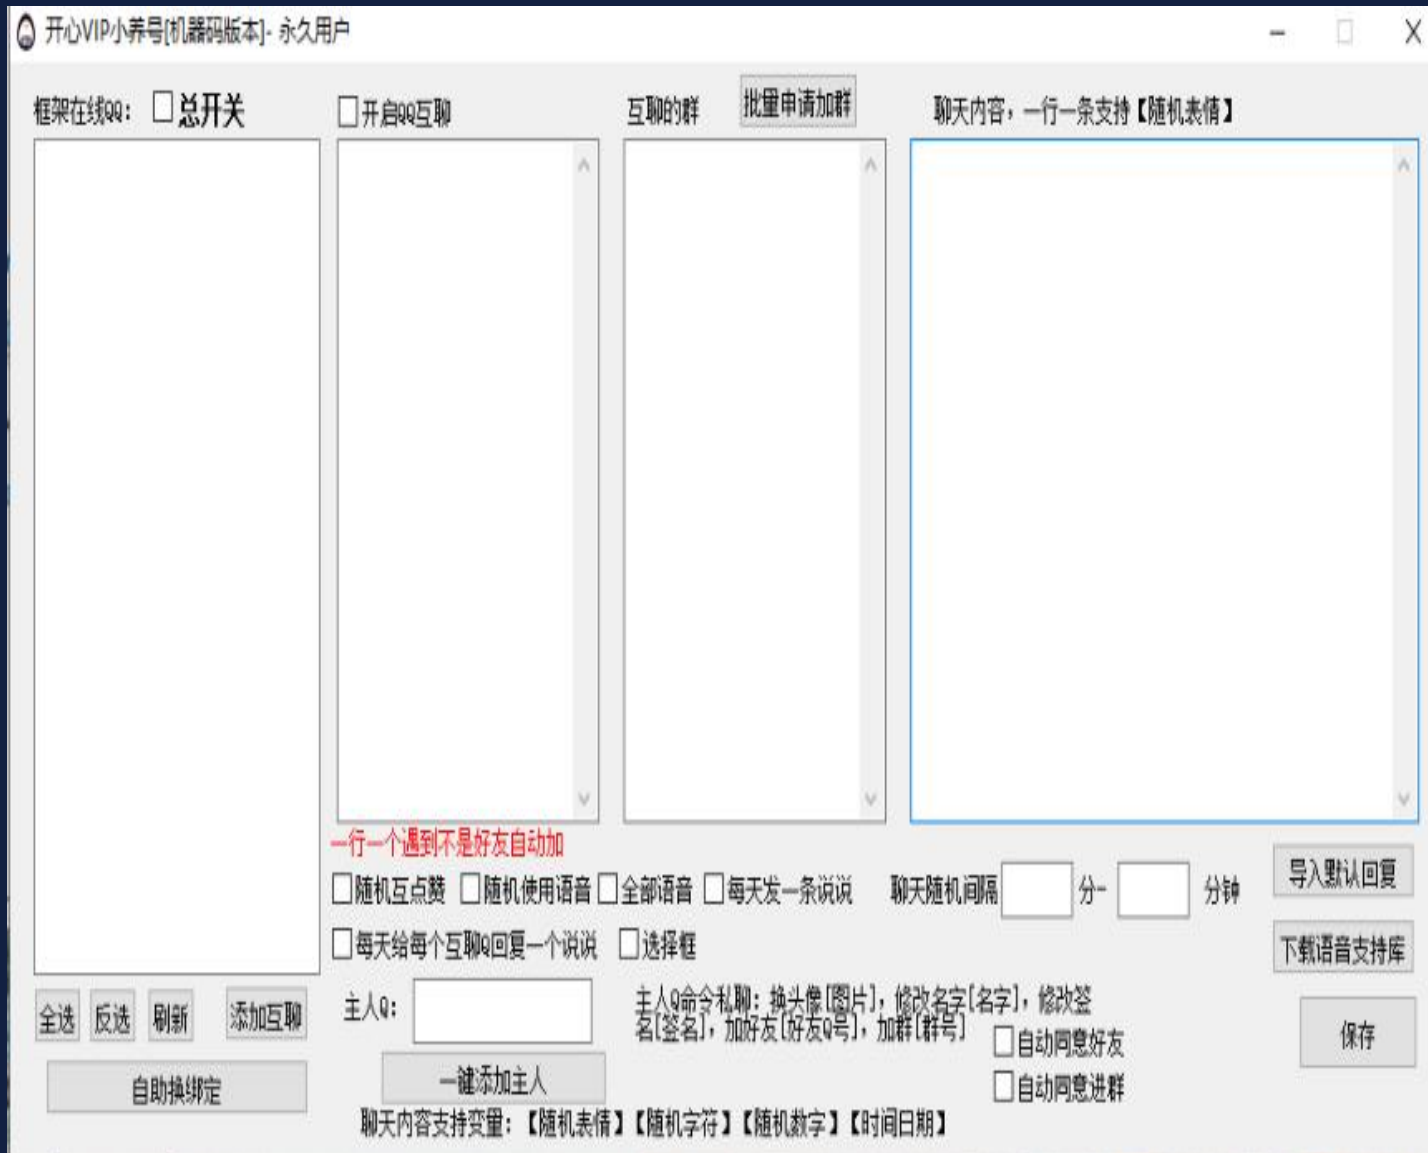 开心VIP小养号[机器码版本]- 永久用户
框架在线QQ: 总开关
开启QQ互聊
互聊的群
批量申请加群
聊天内容，一行一条支持【随机表情】
一行一个遇到不是好友自动加
随机互点赞 随机使用语音 全部语音 每天发一条说说
聊天随机间隔 分- 分钟
导入默认回复
每天给每个互聊Q回复一个说说 选择框
下载语音支持库
全选 反选 刷新 添加互聊
主人Q:
主人Q命令私聊: 换头像[图片]，修改名字[名字]，修改签
名[签名]，加好友[好友Q号]，加群[群号]
自动同意好友
保存
自助换绑定
一键添加主人
自动同意进群
聊天内容支持变量: 【随机表情】【随机字符】【随机数字】【时间日期】